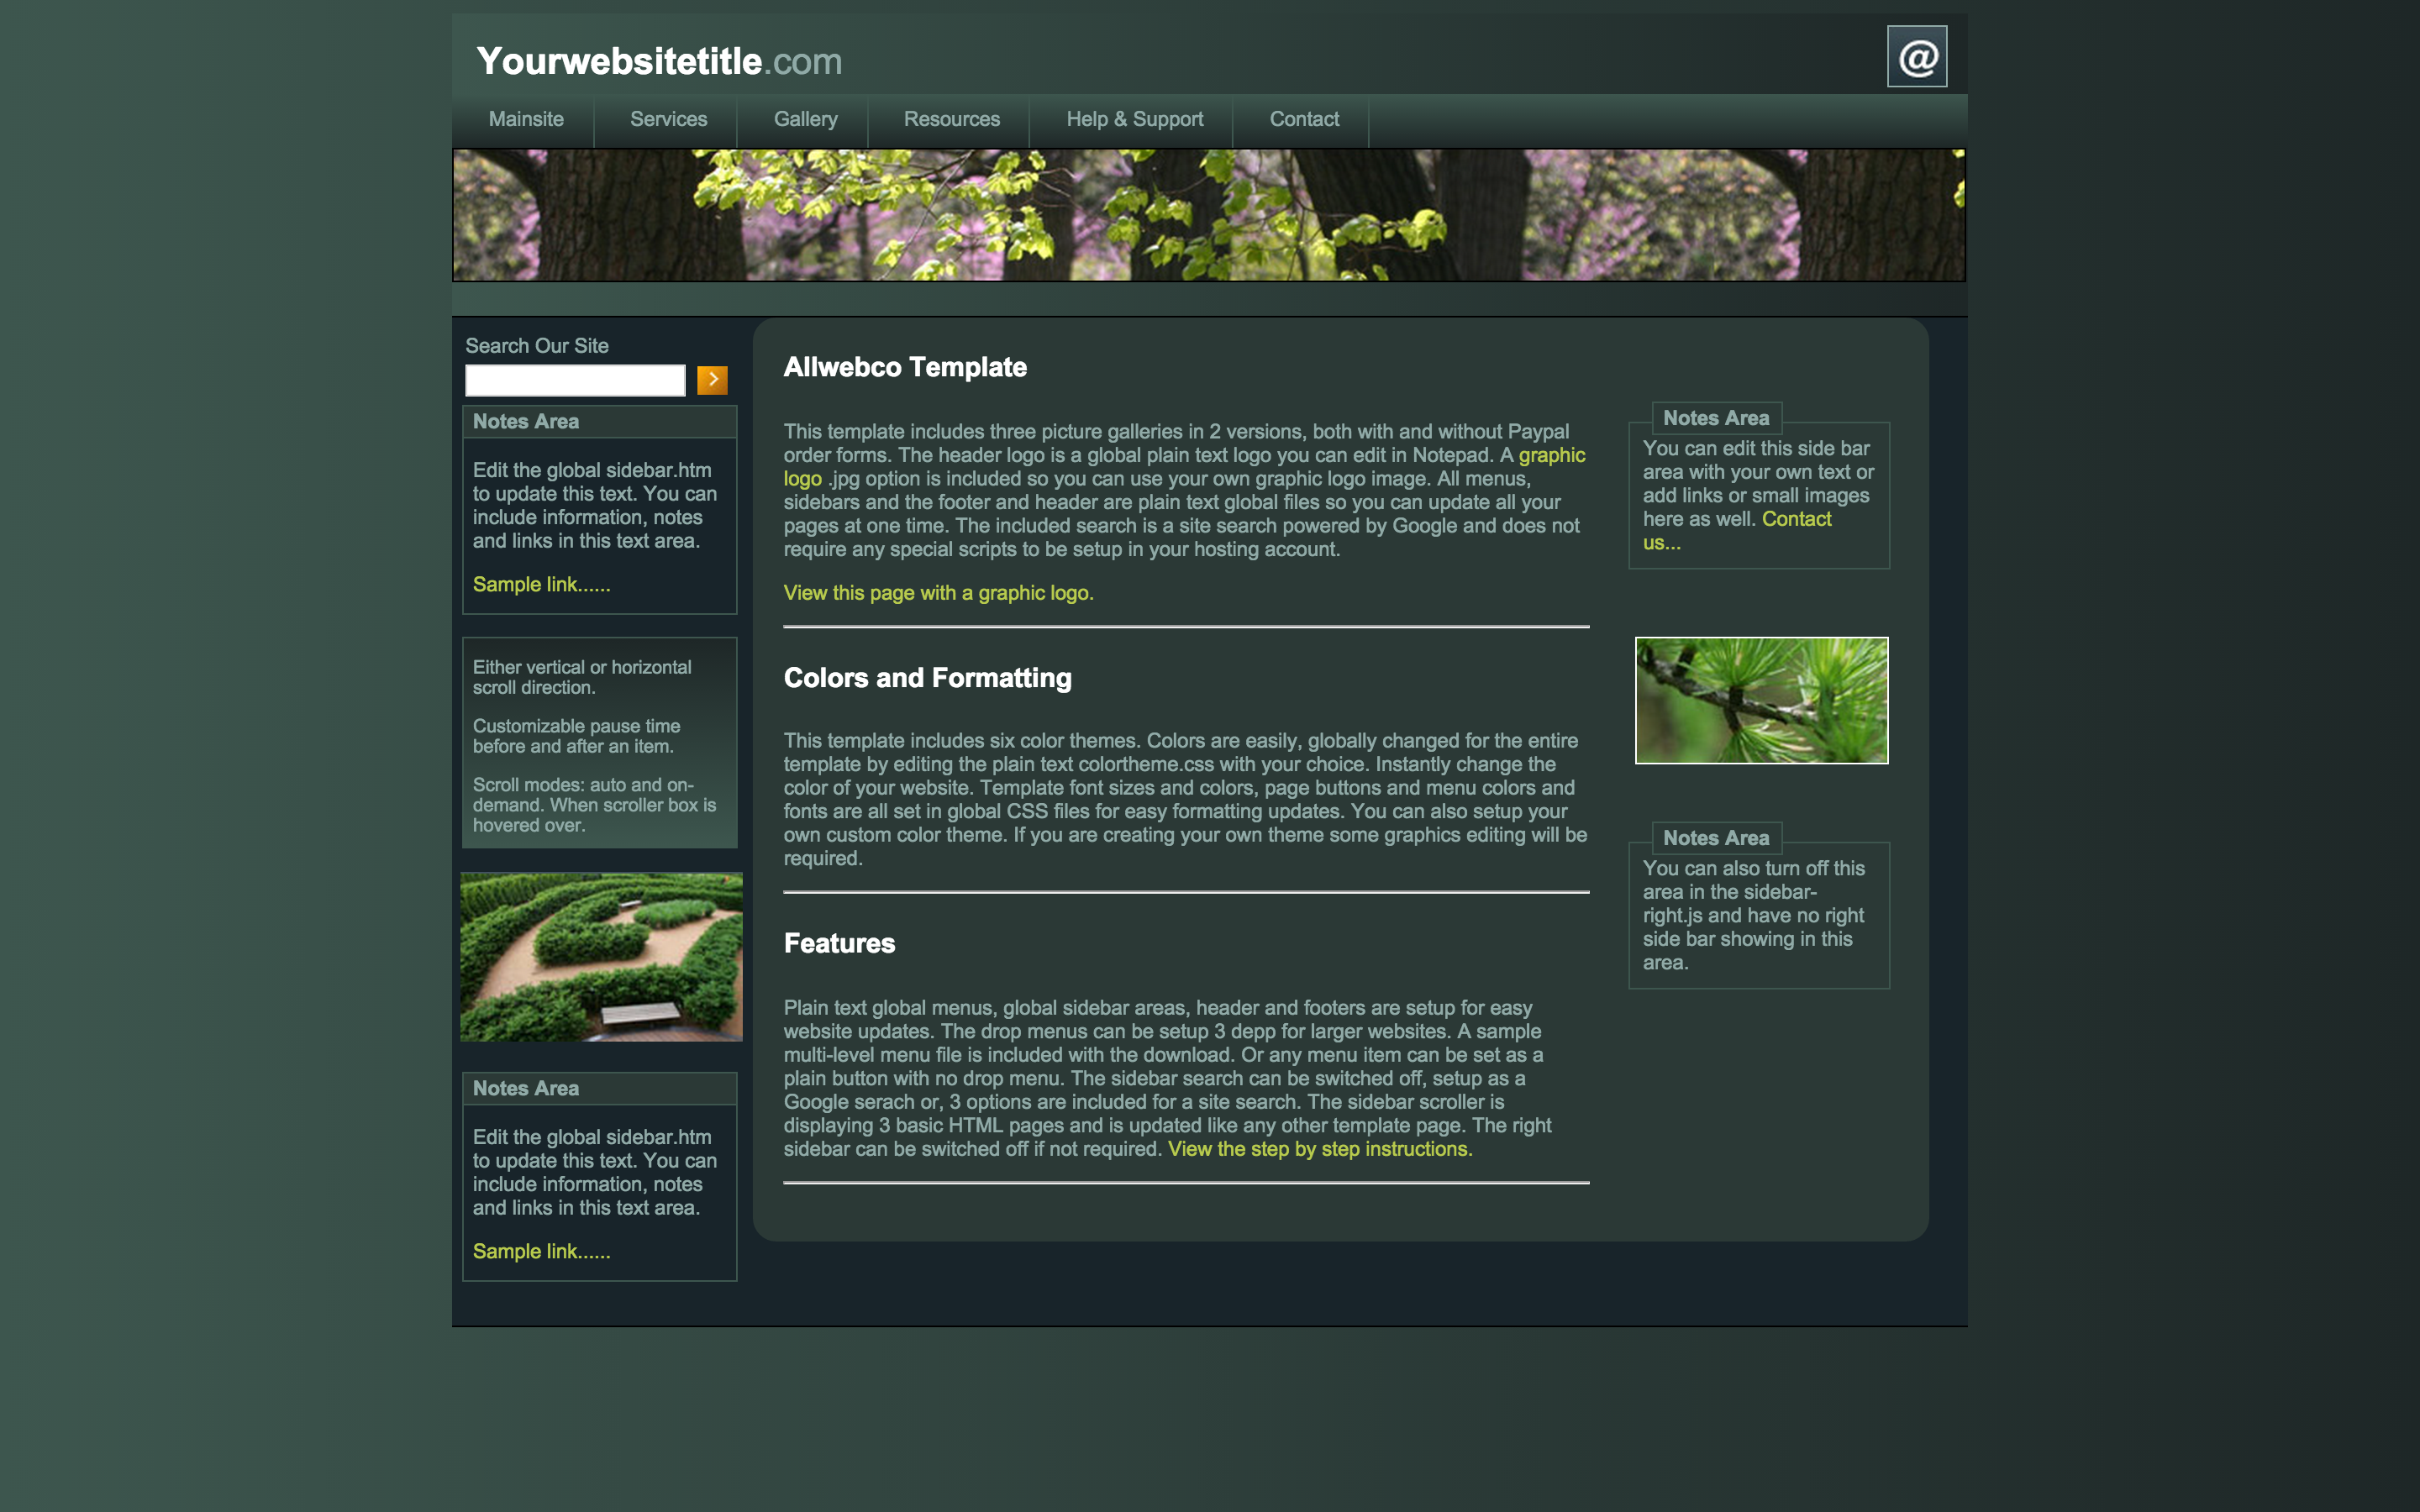 Yourwebsitetitle.com
@
Mainsite Services Gallery Resources Help & Support Contact
Search Our Site
Notes Area
Edit the global sidebar.htm
to update this text. You can
include information, notes
and links in this text area.
Sample link......
Either vertical or horizontal
scroll direction.
Customizable pause time
before and after an item.
Scroll modes: auto and on-
demand. When scroller box is
hovered over.
Notes Area
Edit the global sidebar.htm
to update this text. You can
include information, notes
and links in this text area.
Sample link......
Allwebco Template
This template includes three picture galleries in 2 versions, both with and without Paypal
order forms. The header logo is a global plain text logo you can edit in Notepad. A graphic
logo .jpg option is included so you can use your own graphic logo image. All menus,
sidebars and the footer and header are plain text global files so you can update all your
pages at one time. The included search is a site search powered by Google and does not
require any special scripts to be setup in your hosting account.
View this page with a graphic logo.
Colors and Formatting
This template includes six color themes. Colors are easily, globally changed for the entire
template by editing the plain text colortheme.css with your choice. Instantly change the
color of your website. Template font sizes and colors, page buttons and menu colors and
fonts are all set in global CSS files for easy formatting updates. You can also setup your
own custom color theme. If you are creating your own theme some graphics editing will be
required.
Features
Plain text global menus, global sidebar areas, header and footers are setup for easy
website updates. The drop menus can be setup 3 depp for larger websites. A sample
multi-level menu file is included with the download. Or any menu item can be set as a
plain button with no drop menu. The sidebar search can be switched off, setup as a
Google serach or, 3 options are included for a site search. The sidebar scroller is
displaying 3 basic HTML pages and is updated like any other template page. The right
sidebar can be switched off if not required. View the step by step instructions.
Notes Area
You can edit this side bar
area with your own text or
add links or small images
here as well. Contact
us...
Notes Area
You can also turn off this
area in the sidebar-
right.js and have no right
side bar showing in this
area.